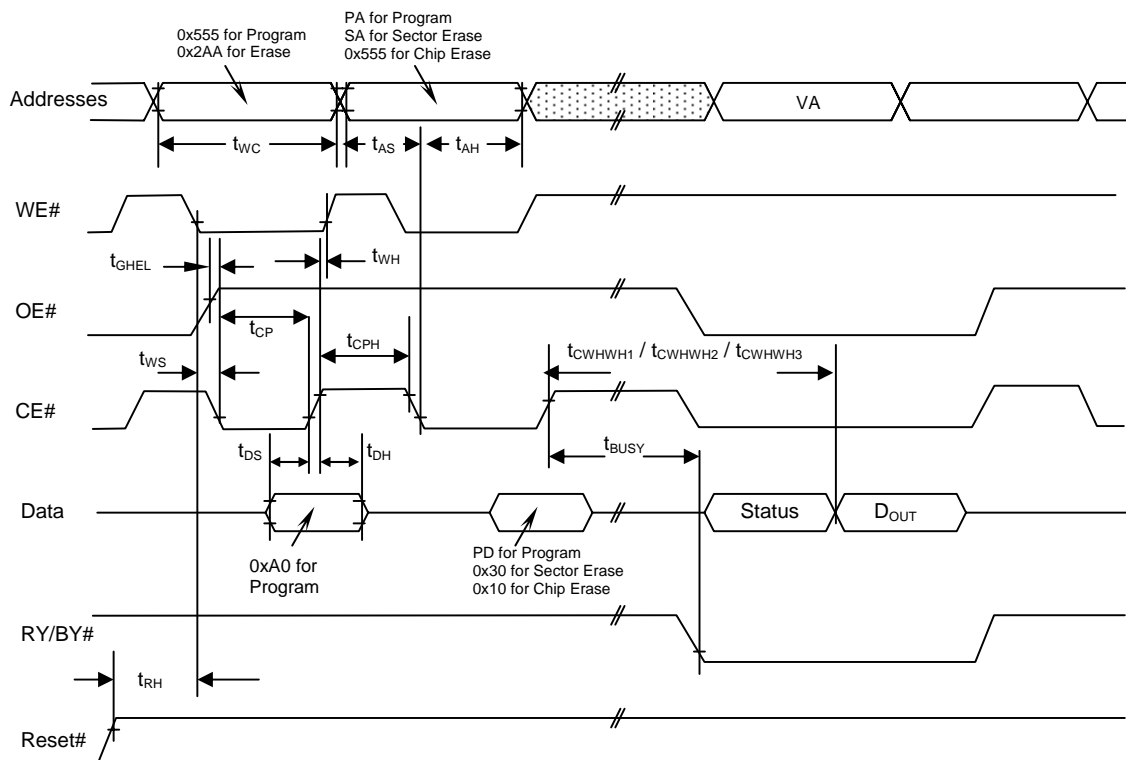 0x555 for Program
0x2AA for Erase
PA for Program
SA for Sector Erase
0x555 for Chip Erase
Addresses
VA
tWC
tAS
tAH
WE#
tGHEL
tWH
OE#
tCP
tCPH
tCWHWH1 / tCWHWH2 / tCWHWH3
tWS
CE#
tDS
tDH
tBUSY
Data
Status
DOUT
0xA0 for
Program
PD for Program
0x30 for Sector Erase
0x10 for Chip Erase
RY/BY#
tRH
Reset#